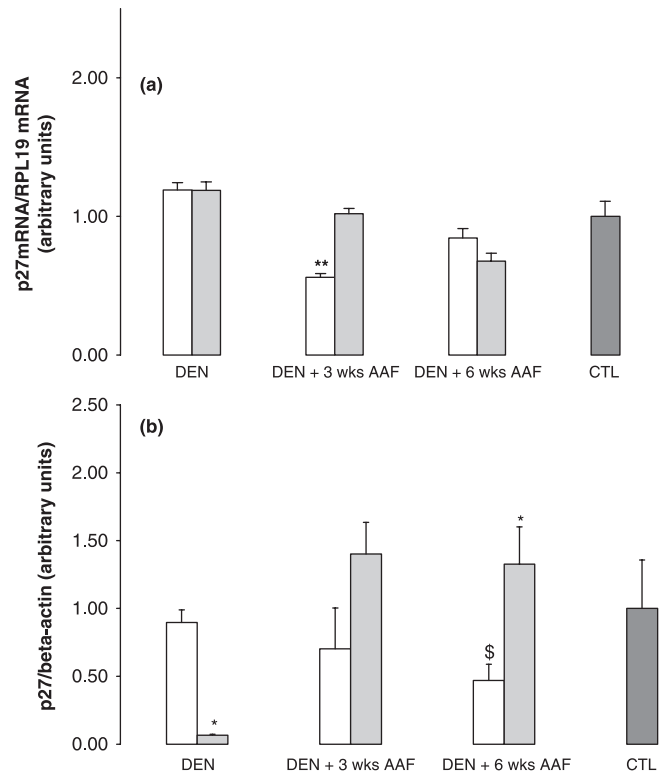 p27mRNA/RPL19 mRNA
(arbitrary units)
2.00
1.00
0.00
(a)
**
DEN
DEN + 3 wks AAF
DEN + 6 wks AAF
CTL
p27/beta-actin (arbitrary units)
2.50
2.00
1.50
1.00
0.50
0.00
(b)
*
$
*
DEN
DEN + 3 wks AAF
DEN + 6 wks AAF
CTL